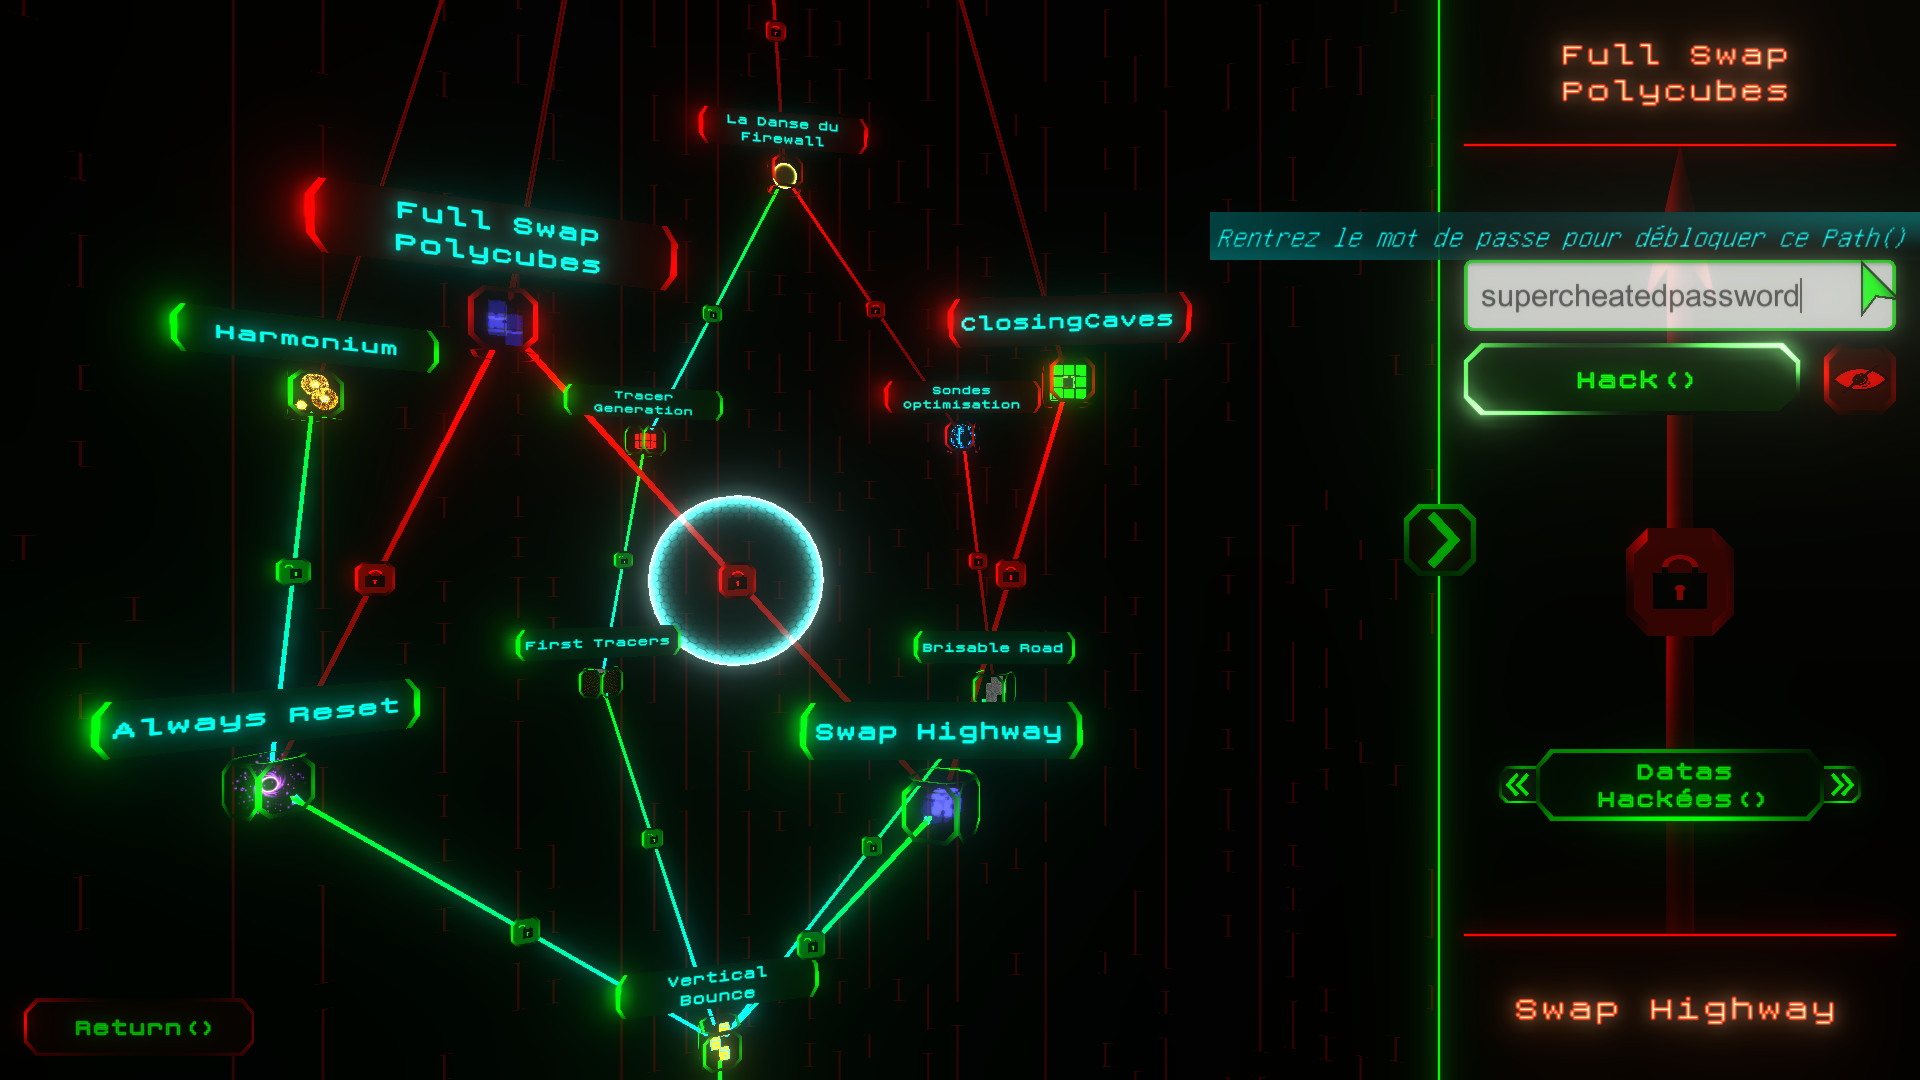 La Danse du
Firewall
Full Swap
Polycubes
Harmonium
closingCaves
Tracer
Generation
Sondes
Optimisation
First Tracers
Brisable Road
Always Reset
Swap Highway
Vertical
Bounce
Return()
Full Swap
Polycubes
Rentrez le mot de passe pour débloquer ce Path()
supercheatedpassword
Hack()
Datas
Hackées()
Swap Highway